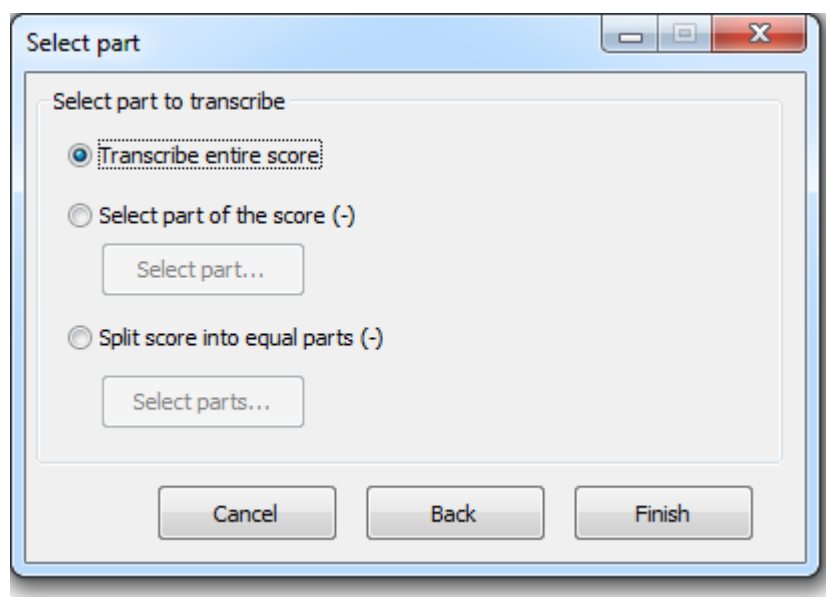 Select part
Select part to transcribe
Transcribe entire score
Select part of the score (-)
Select part...
Split score into equal parts (-)
Select parts...
Cancel Back Finish